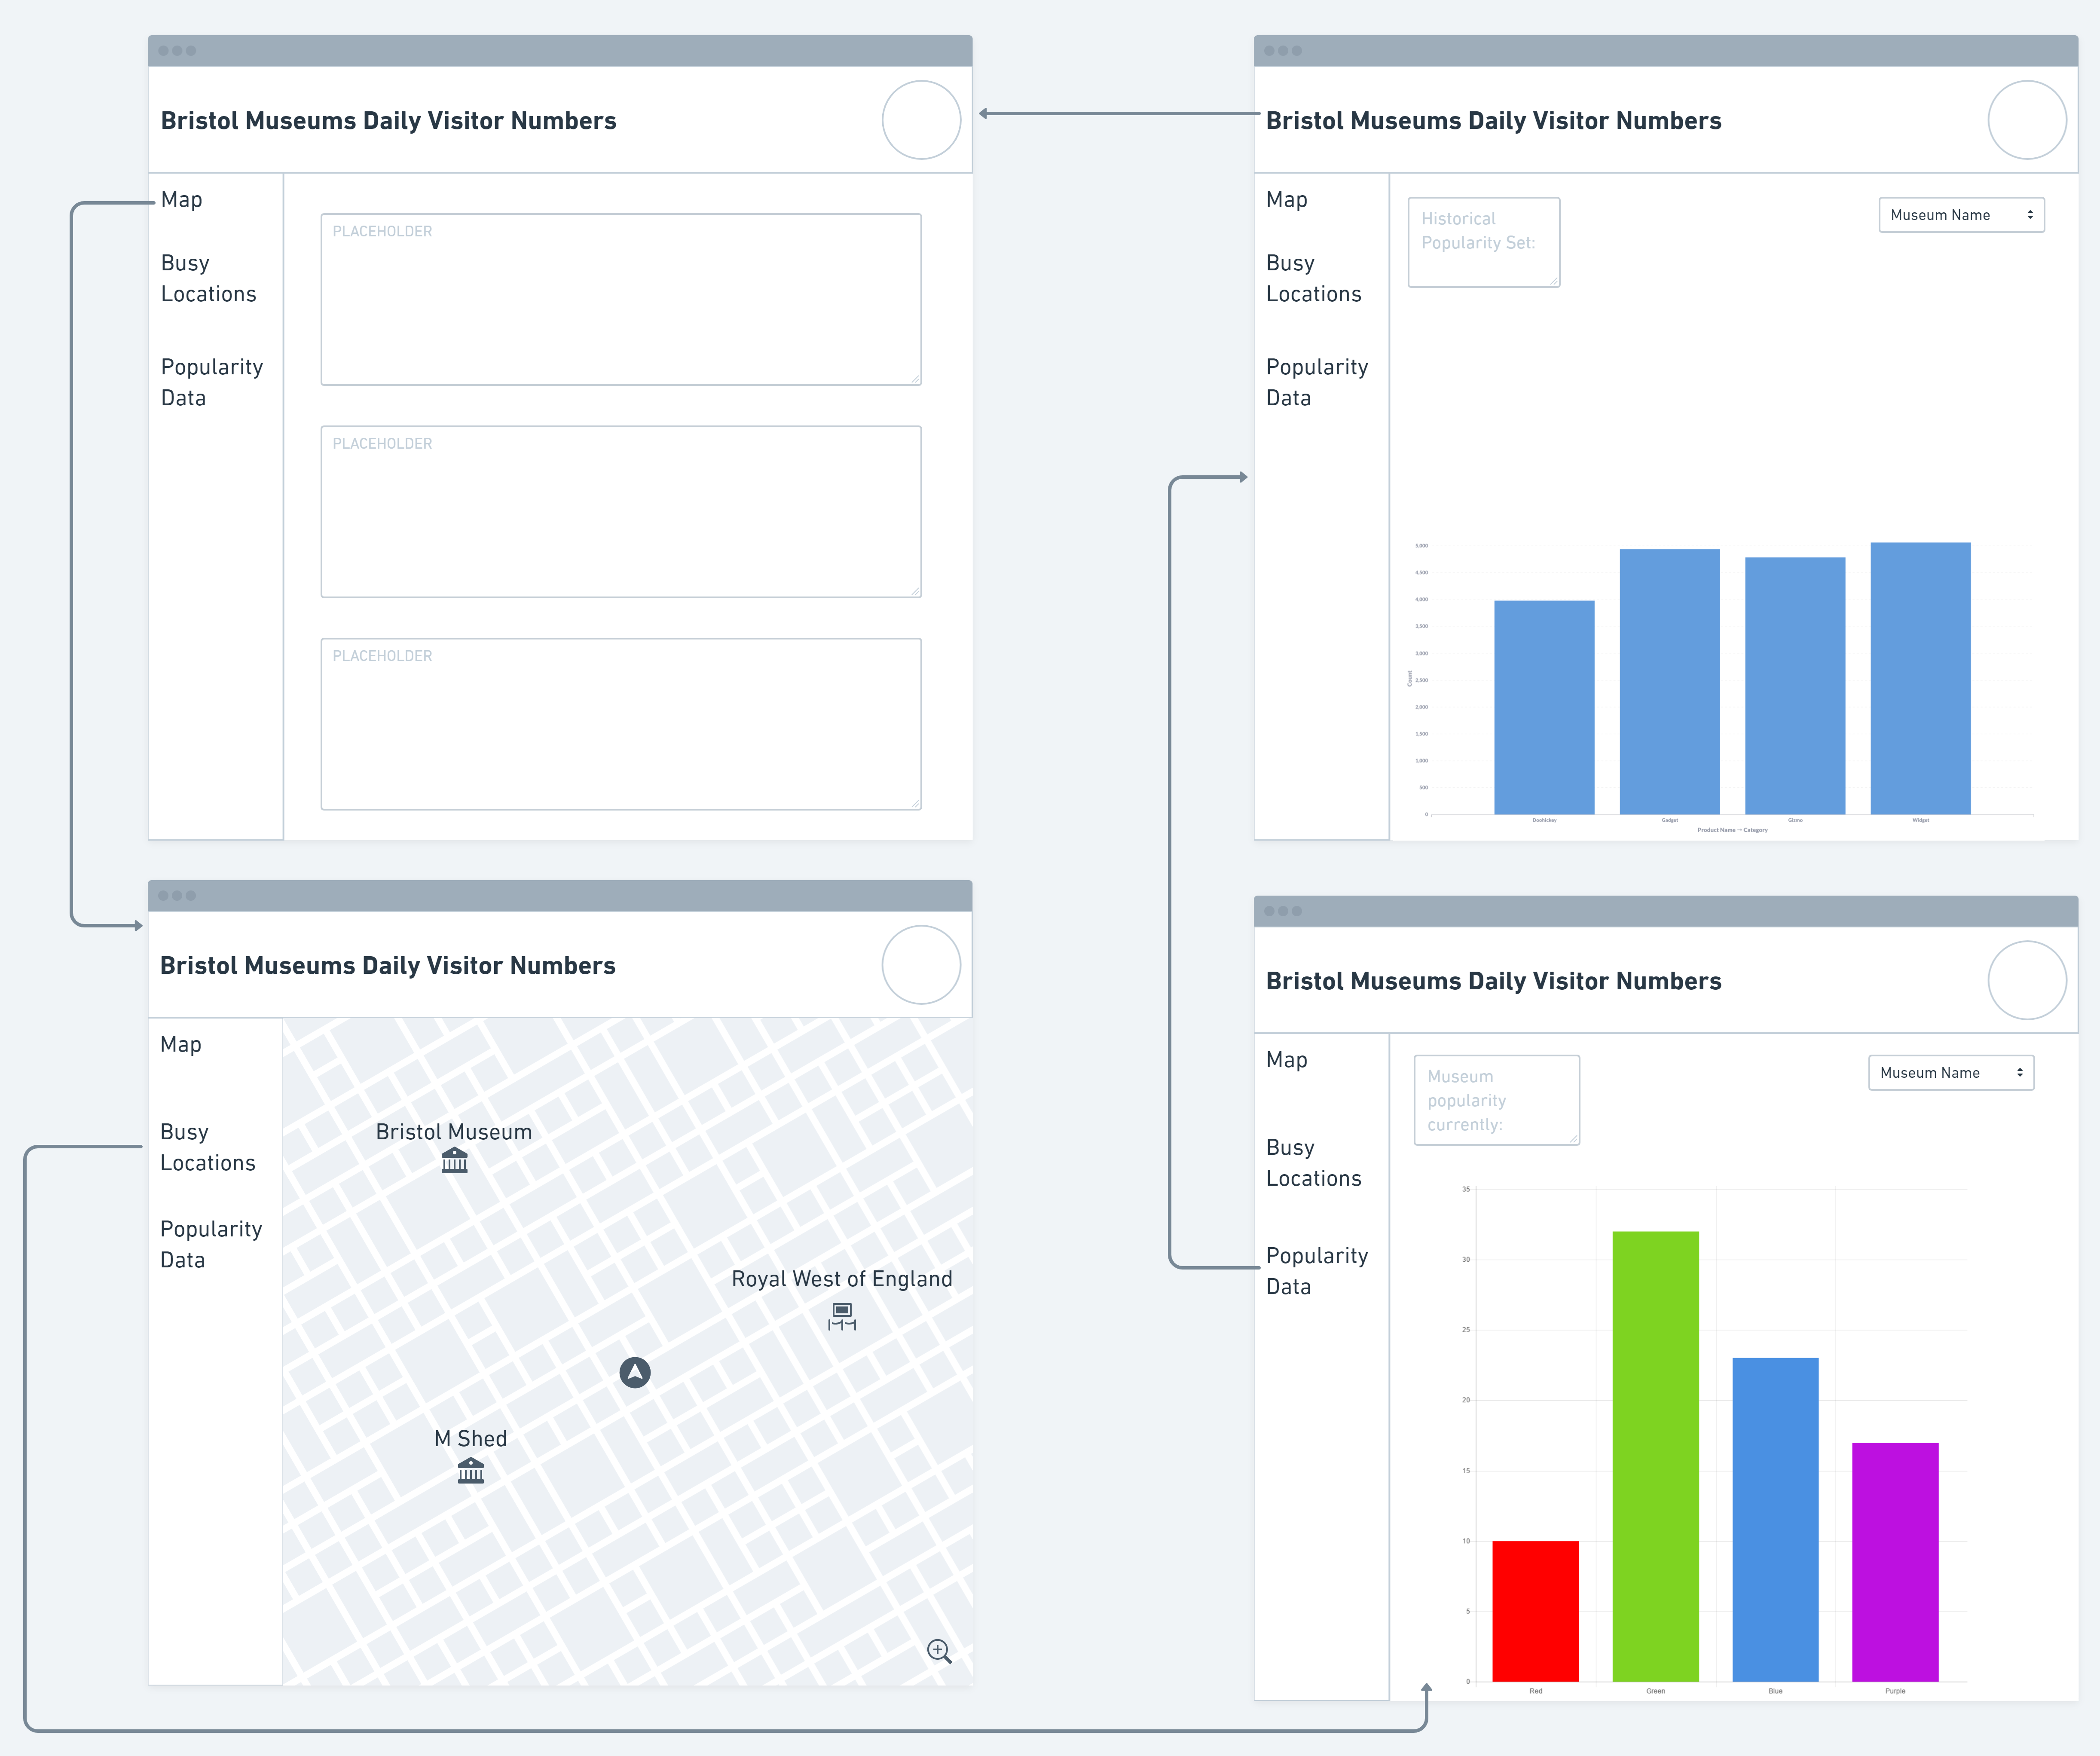 Bristol Museums Daily Visitor Numbers
Map
Busy
Locations
Popularity
Data
PLACEHOLDER
PLACEHOLDER
PLACEHOLDER
Bristol Museums Daily Visitor Numbers
Map
Busy
Locations
Popularity
Data
Historical
Popularity Set:
Museum Name
5,000
4,500
4,000
3,500
3,000
2,500
2,000
1,500
1,000
500
0
Count
Doohickey
Gadget
Gizmo
Widget
Product Name → Category
Bristol Museums Daily Visitor Numbers
Map
Busy
Locations
Popularity
Data
Bristol Museum
Royal West of England
M Shed
Bristol Museums Daily Visitor Numbers
Map
Busy
Locations
Popularity
Data
Museum
popularity
currently:
Museum Name
35
30
25
20
15
10
5
0
Red
Green
Blue
Purple